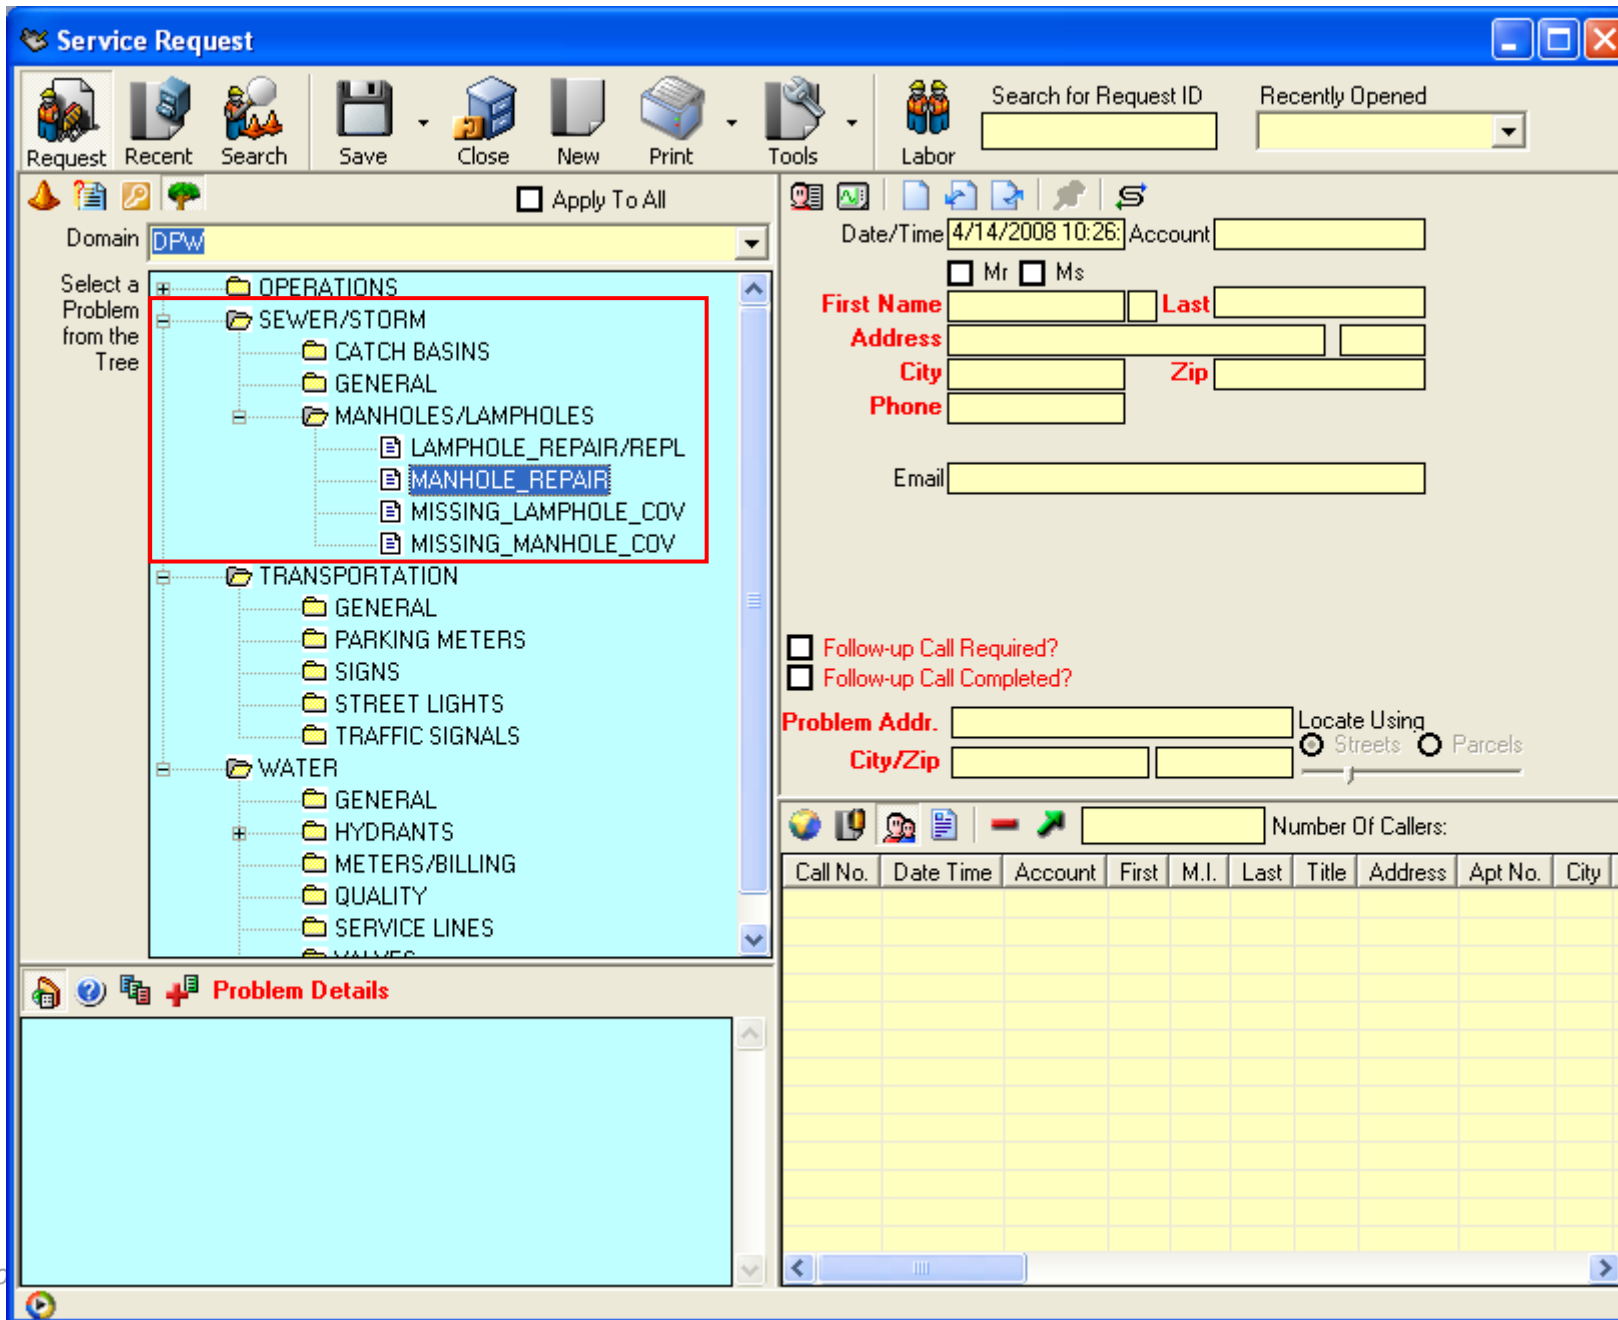 Service Request
Request Recent Search Save Close New Print Tools Labor
Search for Request ID Recently Opened
Apply To All
Domain DPW
Select a
Problem
from the
Tree
OPERATIONS
SEWER/STORM
CATCH BASINS
GENERAL
MANHOLES/LAMPHOLES
LAMPHOLE_REPAIR/REPL
MANHOLE_REPAIR
MISSING_LAMPHOLE_COV
MISSING_MANHOLE_COV
TRANSPORTATION
GENERAL
PARKING METERS
SIGNS
STREET LIGHTS
TRAFFIC SIGNALS
WATER
GENERAL
HYDRANTS
METERS/BILLING
QUALITY
SERVICE LINES
VALVES
Problem Details
Date/Time 4/14/2008 10:26: Account
Mr Ms
First Name Last
Address
City Zip
Phone
Email
Follow-up Call Required?
Follow-up Call Completed?
Problem Addr. Locate Using
Streets Parcels
City/Zip
Number Of Callers:
Call No. Date Time Account First M.I. Last Title Address Apt No. City